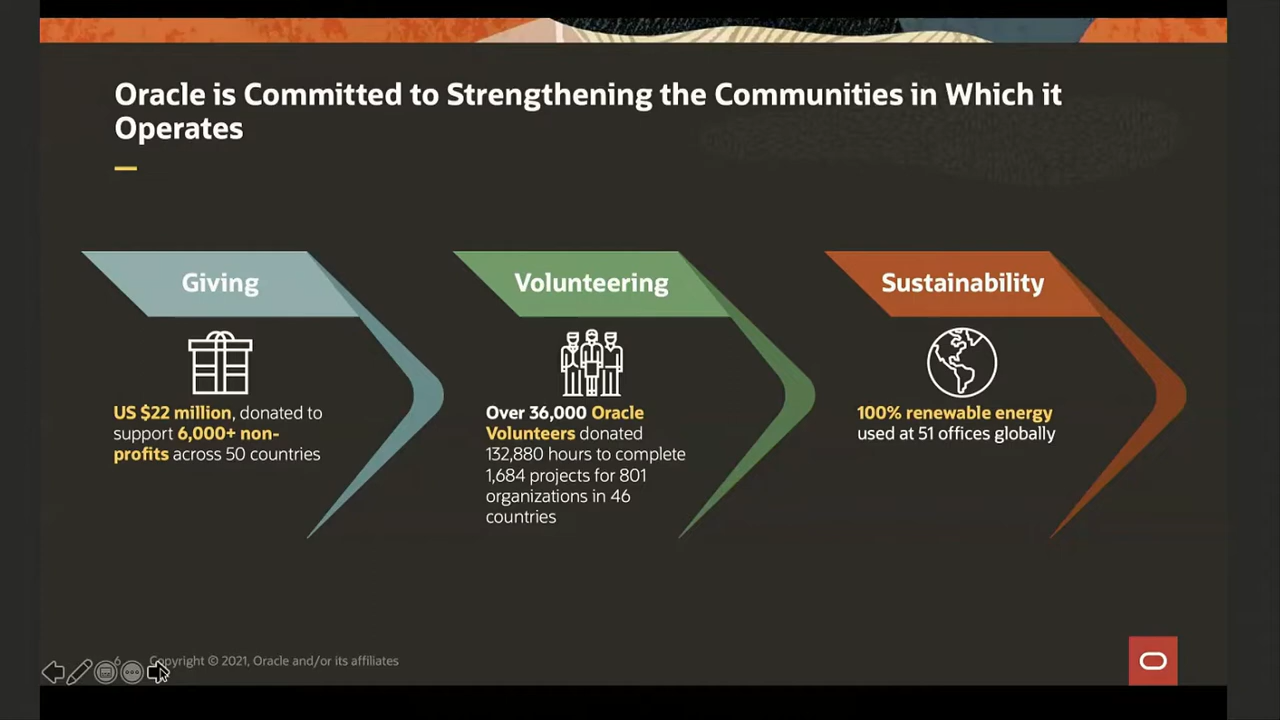 Oracle is Committed to Strengthening the Communities in Which it
Operates
Giving
US $22 million, donated to
support 6,000+ non-
profits across 50 countries
Volunteering
Over 36,000 Oracle
Volunteers donated
132,880 hours to complete
1,684 projects for 801
organizations in 46
countries
Sustainability
100% renewable energy
used at 51 offices globally
6
Copyright © 2021, Oracle and/or its affiliates